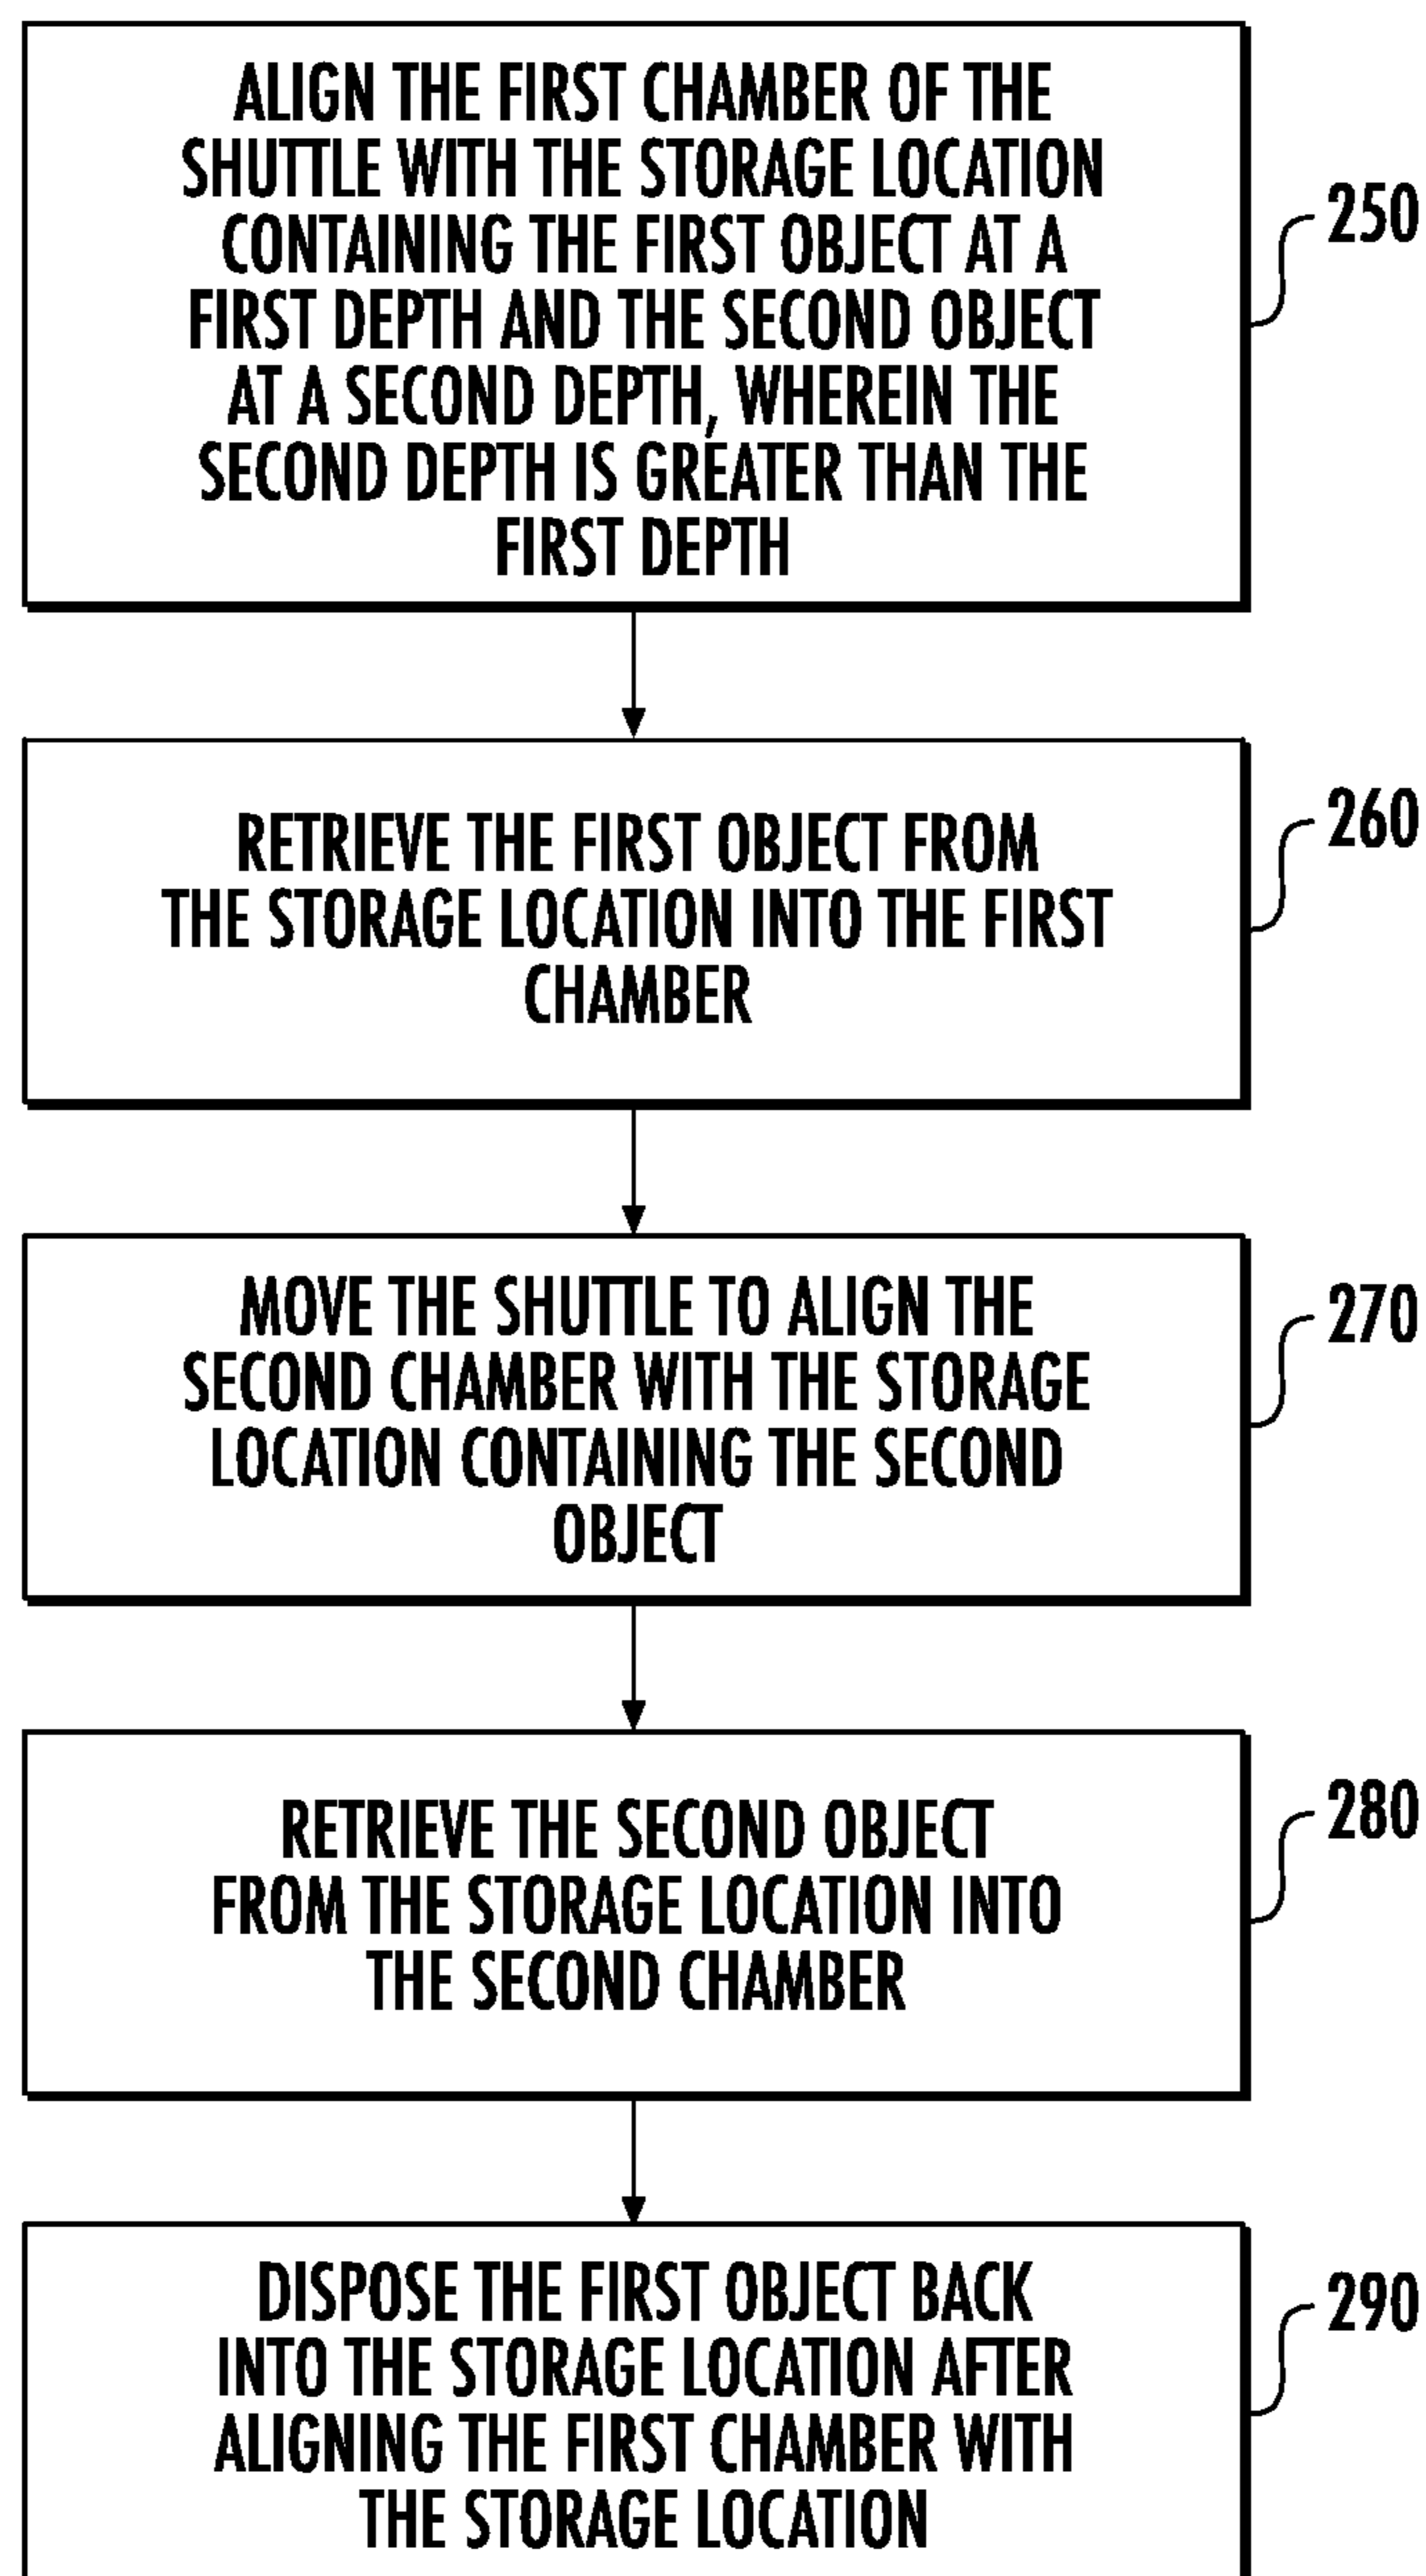 ALIGN THE FIRST CHAMBER OF THE
SHUTTLE WITH THE STORAGE LOCATION
CONTAINING THE FIRST OBJECT AT A
FIRST DEPTH AND THE SECOND OBJECT
AT A SECOND DEPTH, WHEREIN THE
SECOND DEPTH IS GREATER THAN THE
FIRST DEPTH
250
RETRIEVE THE FIRST OBJECT FROM
THE STORAGE LOCATION INTO THE FIRST
CHAMBER
260
MOVE THE SHUTTLE TO ALIGN THE
SECOND CHAMBER WITH THE STORAGE
LOCATION CONTAINING THE SECOND
OBJECT
270
RETRIEVE THE SECOND OBJECT
FROM THE STORAGE LOCATION INTO
THE SECOND CHAMBER
280
DISPOSE THE FIRST OBJECT BACK
INTO THE STORAGE LOCATION AFTER
ALIGNING THE FIRST CHAMBER WITH
THE STORAGE LOCATION
290